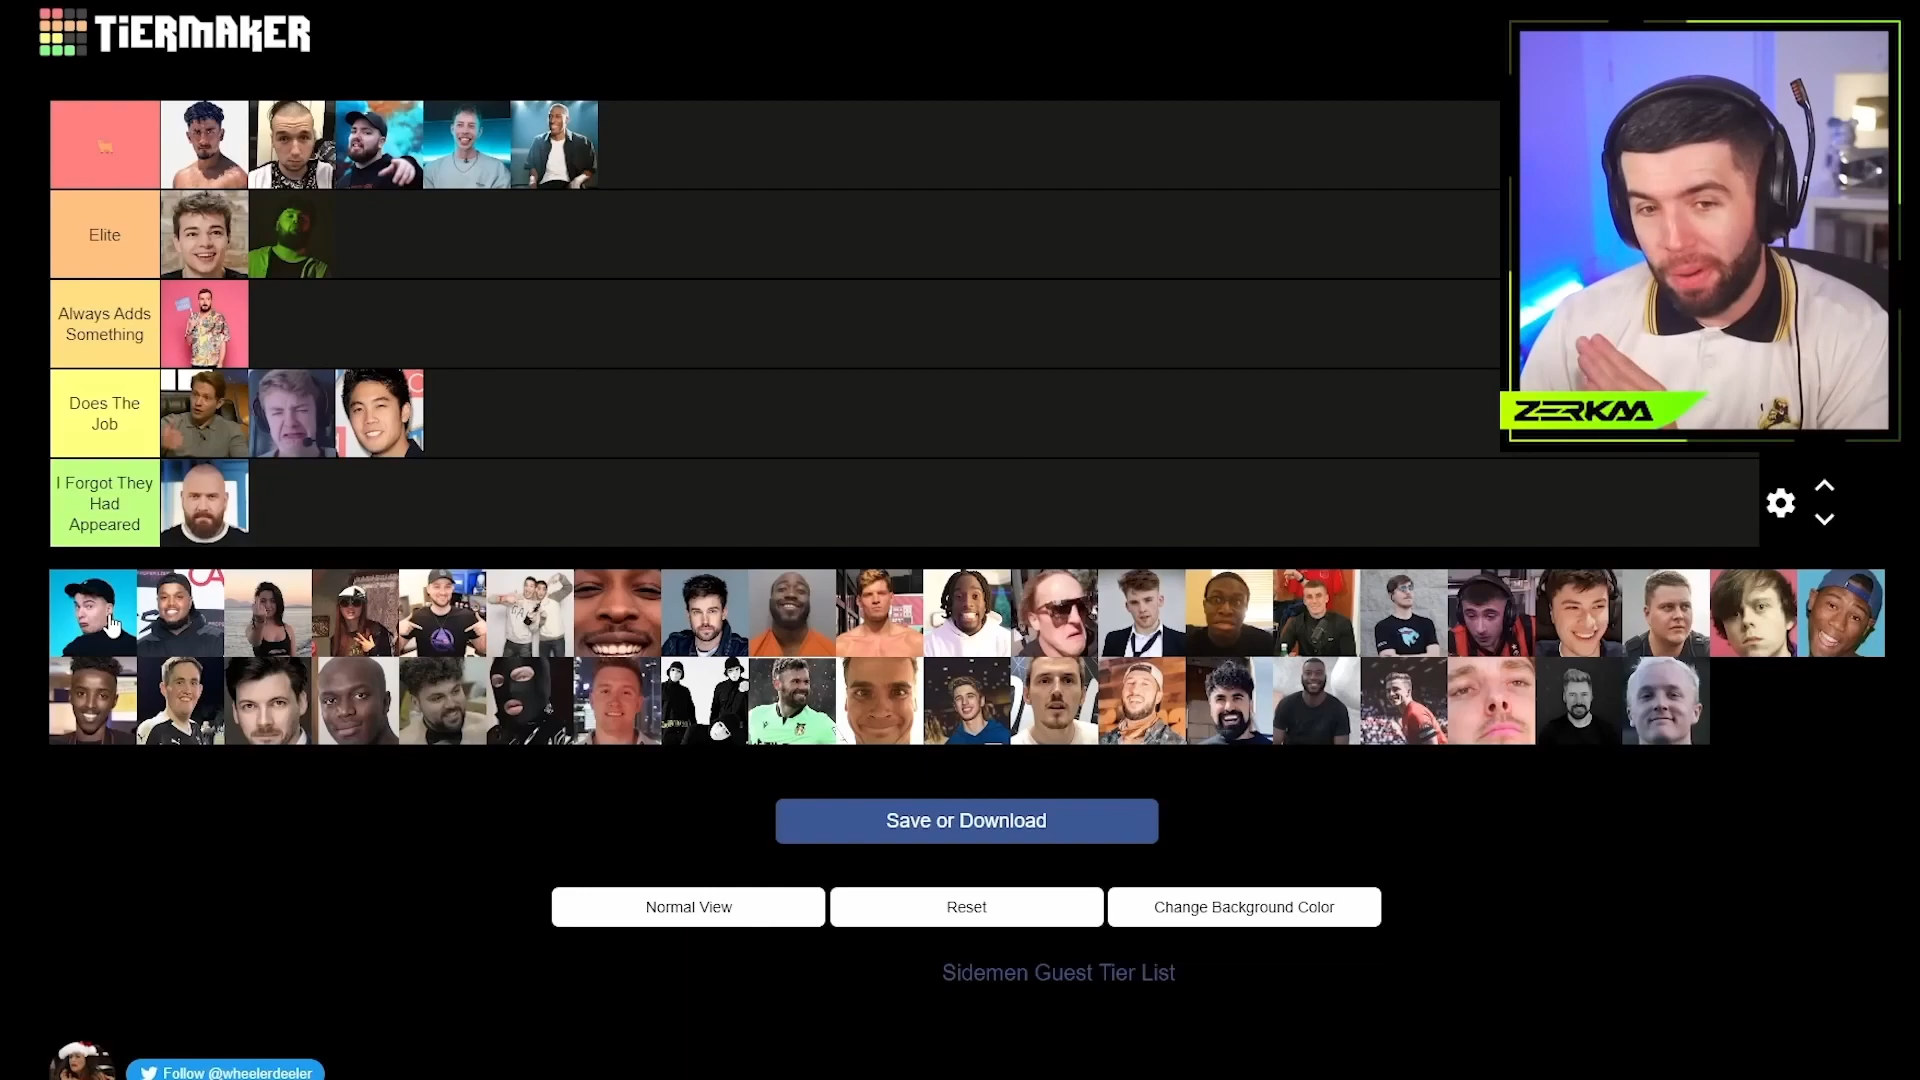 TiERMAKER
Elite
Always Adds
Something
Does The
Job
I Forgot They
Had
Appeared
ZERKAA
Save or Download
Normal View
Reset
Change Background Color
Sidemen Guest Tier List
Follow @wheelerdeeler